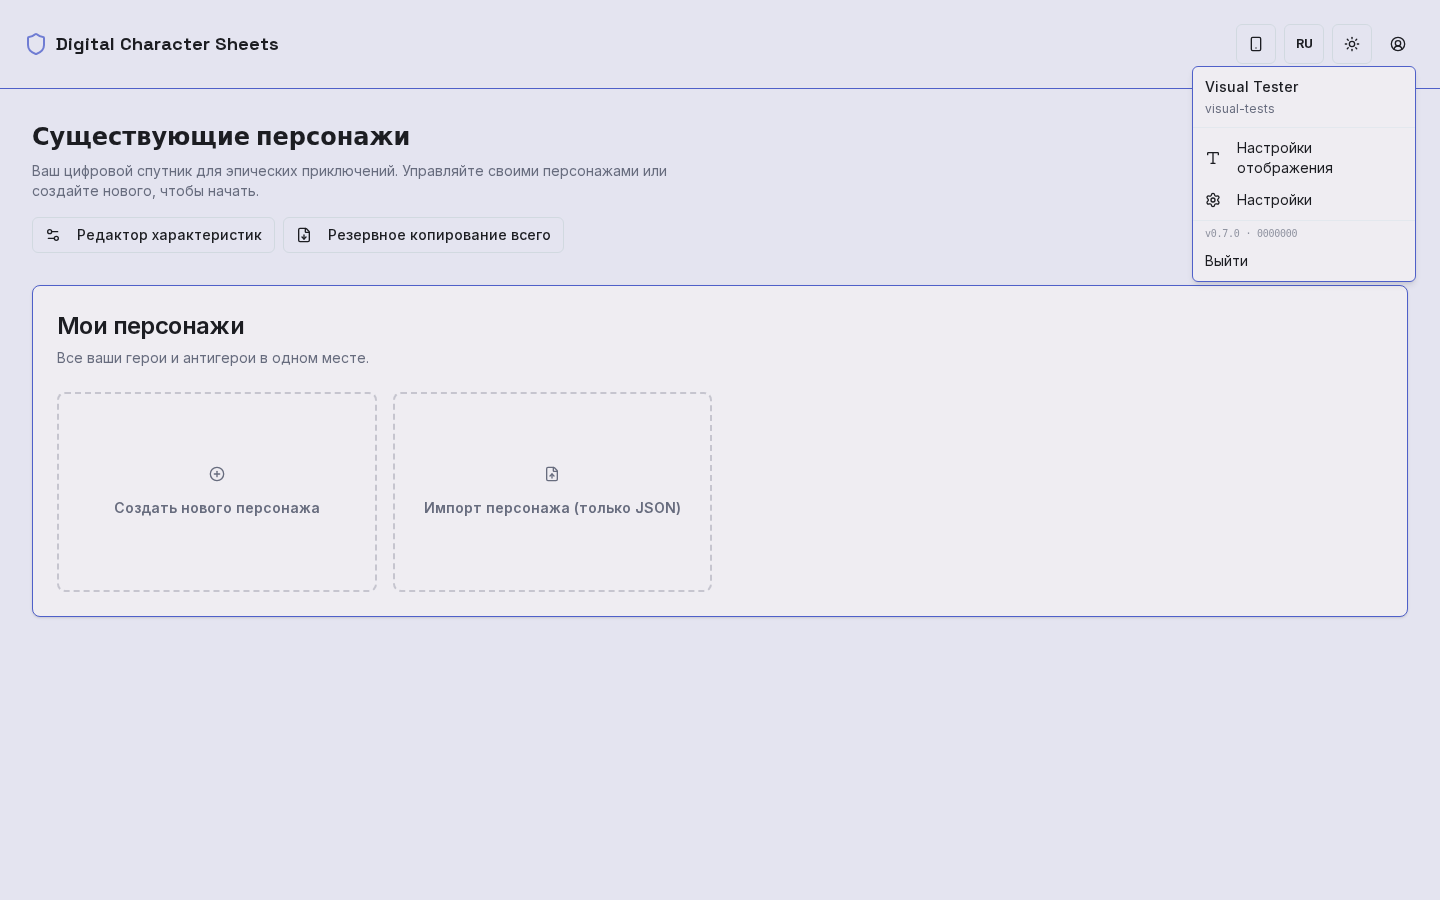 Digital Character Sheets
RU
Visual Tester
visual-tests
Настройки
отображения
Настройки
v0.7.0 · 0000000
Выйти
Существующие персонажи
Ваш цифровой спутник для эпических приключений. Управляйте своими персонажами или
создайте нового, чтобы начать.
Редактор характеристик
Резервное копирование всего
Мои персонажи
Все ваши герои и антигерои в одном месте.
Создать нового персонажа
Импорт персонажа (только JSON)